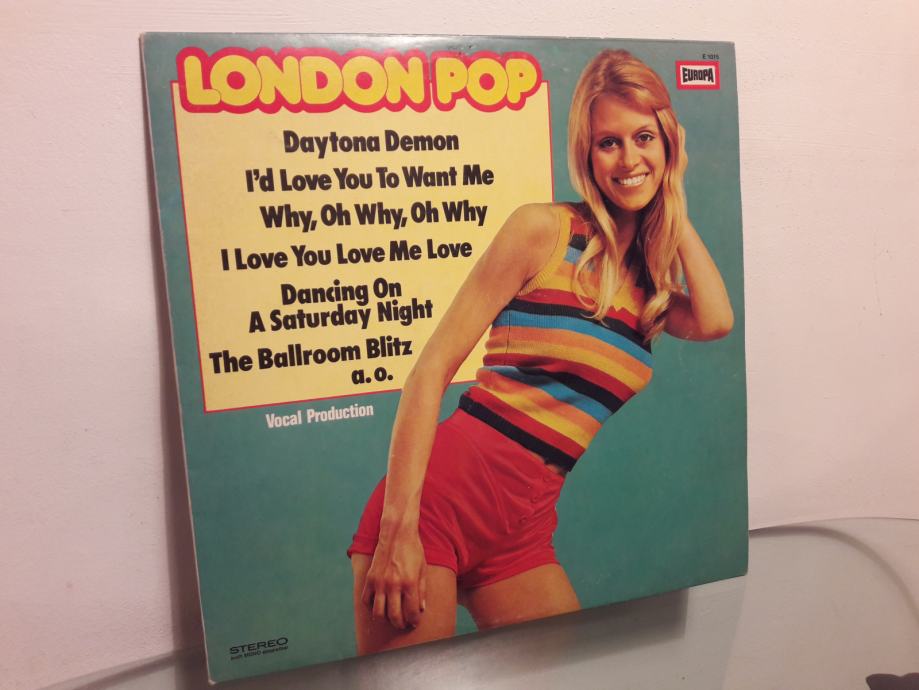 LONDON POP
E 1015
EUROPA
Daytona Demon
I'd Love You To Want Me
Why, Oh Why, Oh Why
I Love You Love Me Love
Dancing On
A Saturday Night
The Ballroom Blitz
a. o.
Vocal Production
STEREO